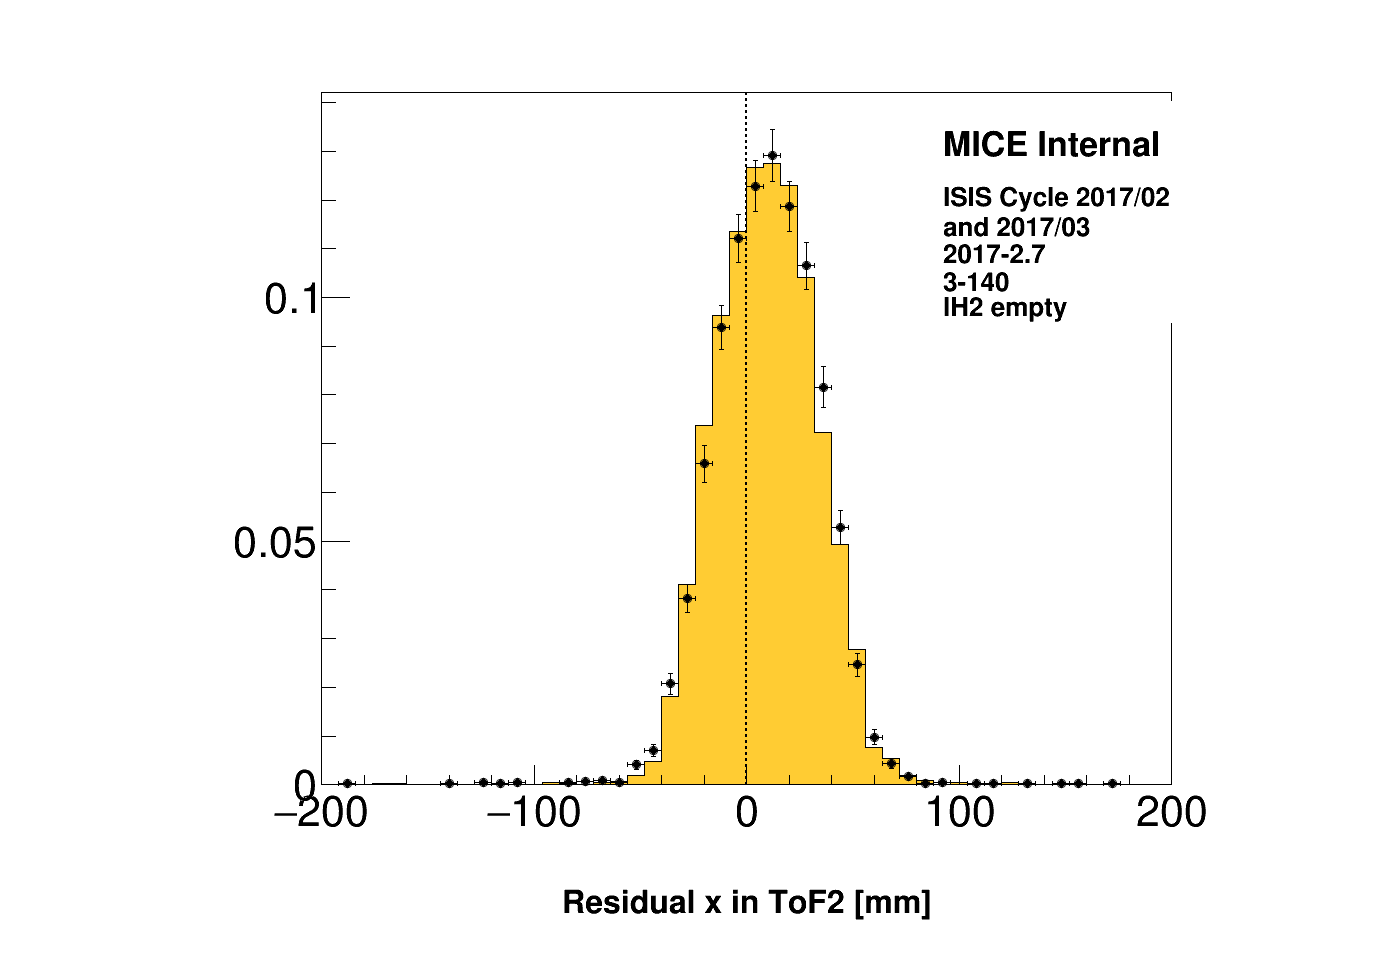 MICE Internal
ISIS Cycle 2017/02
and 2017/03
2017-2.7
3-140
lH2 empty
0.1
0.05
0
−200 −100 0 100 200
Residual x in ToF2 [mm]